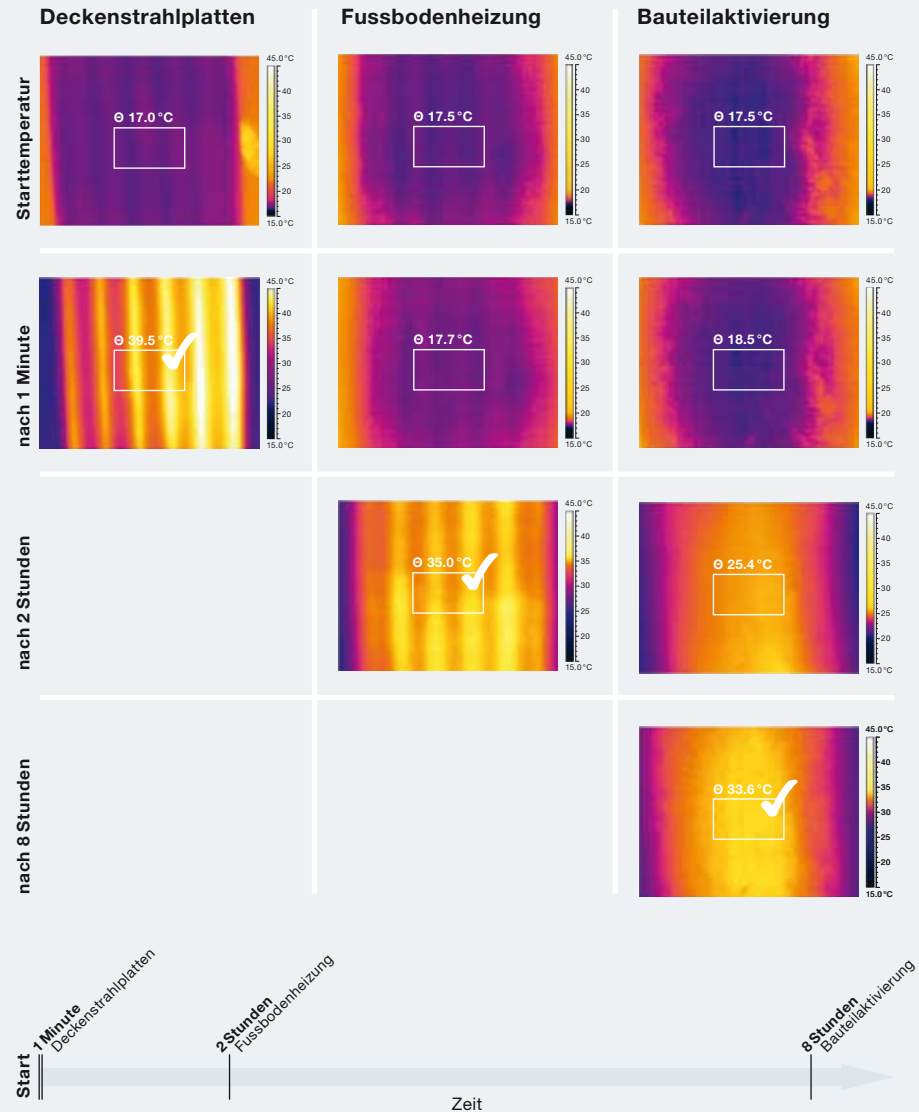 Deckenstrahlplatten
Fussbodenheizung
Bauteilaktivierung
Starttemperatur
Θ 17.0 °C
45.0 °C
40
35
30
25
20
15.0 °C
Θ 17.5 °C
45.0 °C
40
35
30
25
20
15.0 °C
Θ 17.5 °C
45.0 °C
40
35
30
25
20
15.0 °C
nach 1 Minute
Θ 39.5 °C
45.0 °C
40
35
30
25
20
15.0 °C
Θ 17.7 °C
45.0 °C
40
35
30
25
20
15.0 °C
Θ 18.5 °C
45.0 °C
40
35
30
25
20
15.0 °C
nach 2 Stunden
Θ 35.0 °C
45.0 °C
40
35
30
25
20
15.0 °C
Θ 25.4 °C
45.0 °C
40
35
30
25
20
15.0 °C
nach 8 Stunden
Θ 33.6 °C
45.0 °C
40
35
30
25
20
15.0 °C
Start
1 Minute
Deckenstrahlplatten
2 Stunden
Fussbodenheizung
8 Stunden
Bauteilaktivierung
Zeit